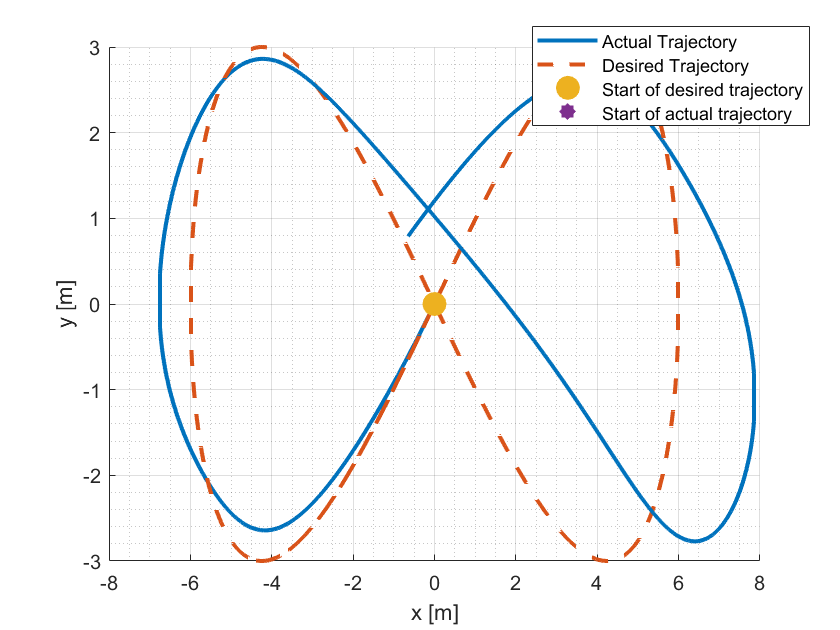 Actual Trajectory
Desired Trajectory
Start of desired trajectory
Start of actual trajectory
3
2
1
0
-1
-2
-3
y [m]
-8 -6 -4 -2 0 2 4 6 8
x [m]